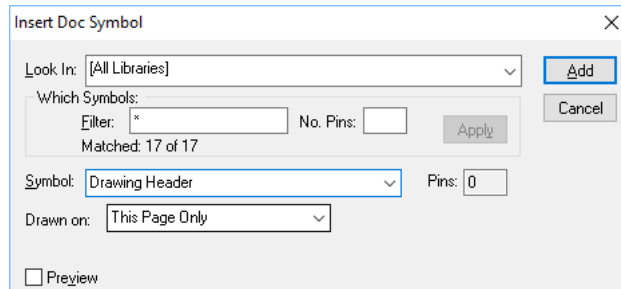 Insert Doc Symbol
Look In: [All Libraries]
Add
Which Symbols:
Filter: * No. Pins:
Apply
Cancel
Matched: 17 of 17
Symbol: Drawing Header Pins: 0
Drawn on: This Page Only
Preview